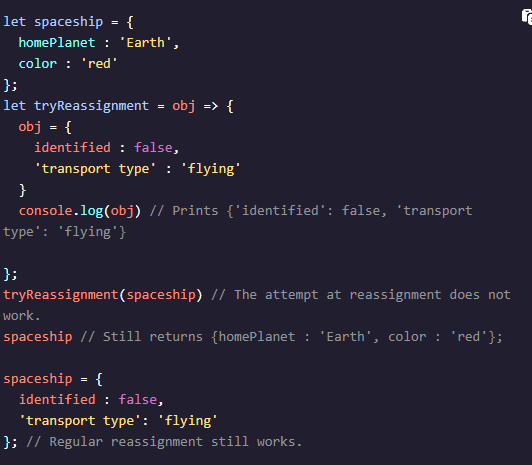 let spaceship = {
  homePlanet : 'Earth',
  color : 'red'
};
let tryReassignment = obj => {
  obj = {
    identified : false,
    'transport type' : 'flying'
  }
  console.log(obj) // Prints {'identified': false, 'transport
type': 'flying'}

};
tryReassignment(spaceship) // The attempt at reassignment does not
work.
spaceship // Still returns {homePlanet : 'Earth', color : 'red'};

spaceship = {
  identified : false,
  'transport type': 'flying'
}; // Regular reassignment still works.